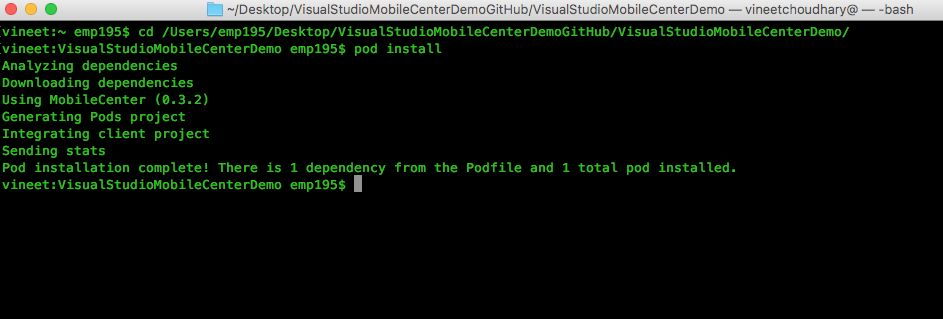 ~/Desktop/VisualStudioMobileCenterDemoGitHub/VisualStudioMobileCenterDemo — vineetchoudhary@ — -bash
[vineet:~ emp195$ cd /Users/emp195/Desktop/VisualStudioMobileCenterDemoGitHub/VisualStudioMobileCenterDemo/
[vineet:VisualStudioMobileCenterDemo emp195$ pod install
Analyzing dependencies
Downloading dependencies
Using MobileCenter (0.3.2)
Generating Pods project
Integrating client project
Sending stats
Pod installation complete! There is 1 dependency from the Podfile and 1 total pod installed.
vineet:VisualStudioMobileCenterDemo emp195$